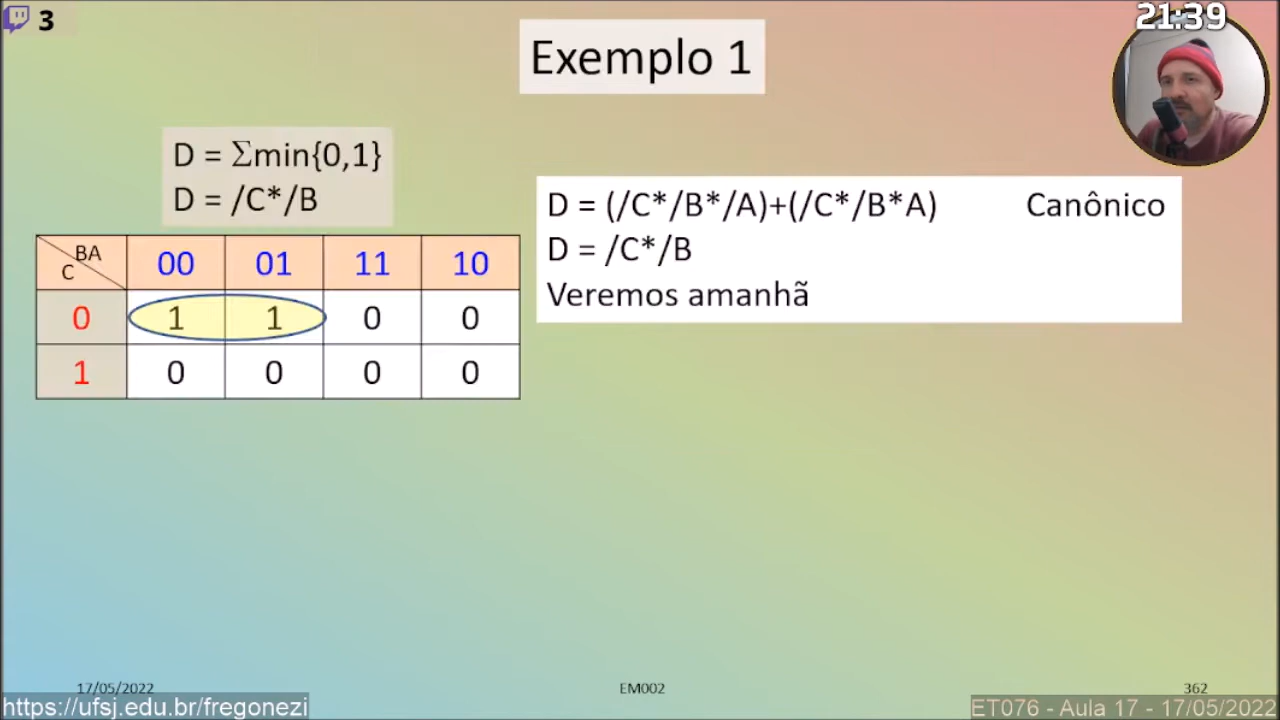 3
21:39
Exemplo 1
D = Σmin{0,1}
D = /C*/B
D = (/C*/B*/A)+(/C*/B*A) Canônico
D = /C*/B
Veremos amanhã
BA
C
00 01 11 10
0 1 1 0 0
1 0 0 0 0
17/05/2022 EM002 362
https://ufsj.edu.br/fregonezi ET076 - Aula 17 - 17/05/2022